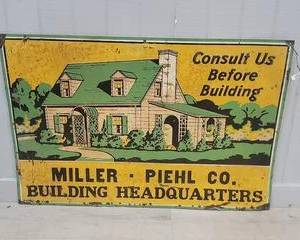 Consult Us
Before
Building
MILLER · PIEHL CO.
BUILDING HEADQUARTERS